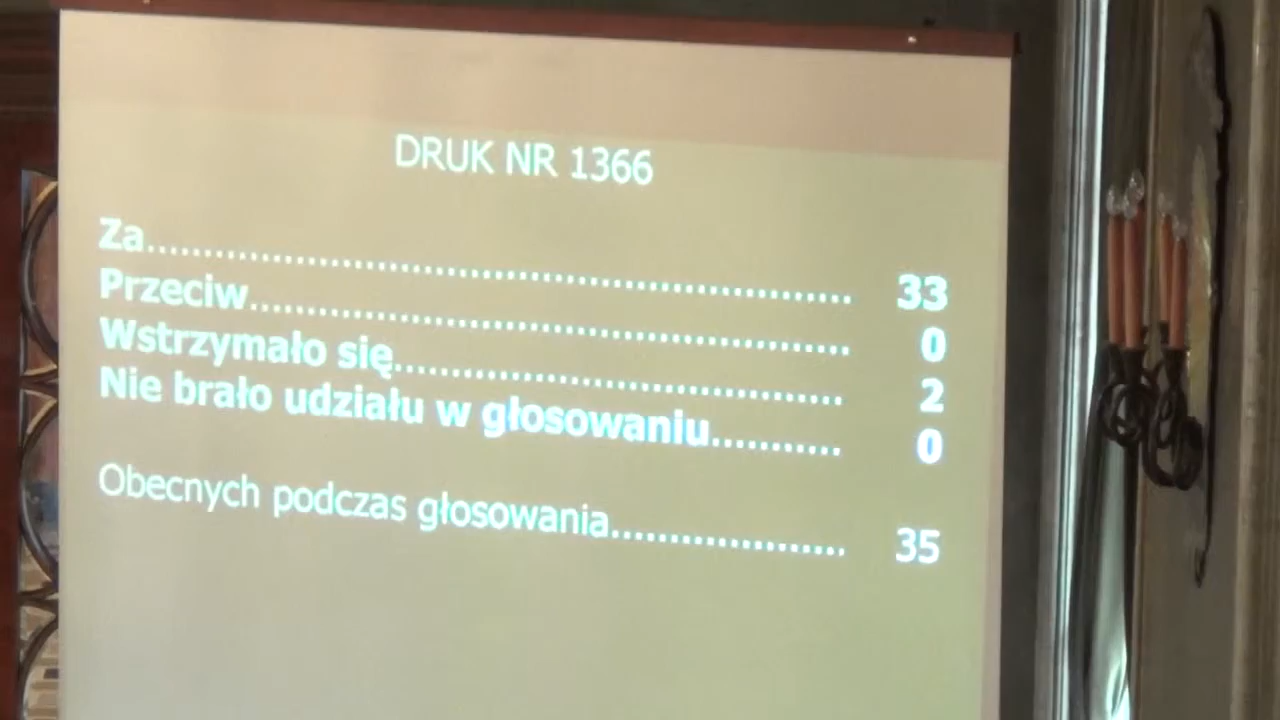 DRUK NR 1366
Za.................................................................. 33
Przeciw....................................................... 0
Wstrzymało się.......................................... 2
Nie brało udziału w głosowaniu........... 0
Obecnych podczas głosowania.................... 35